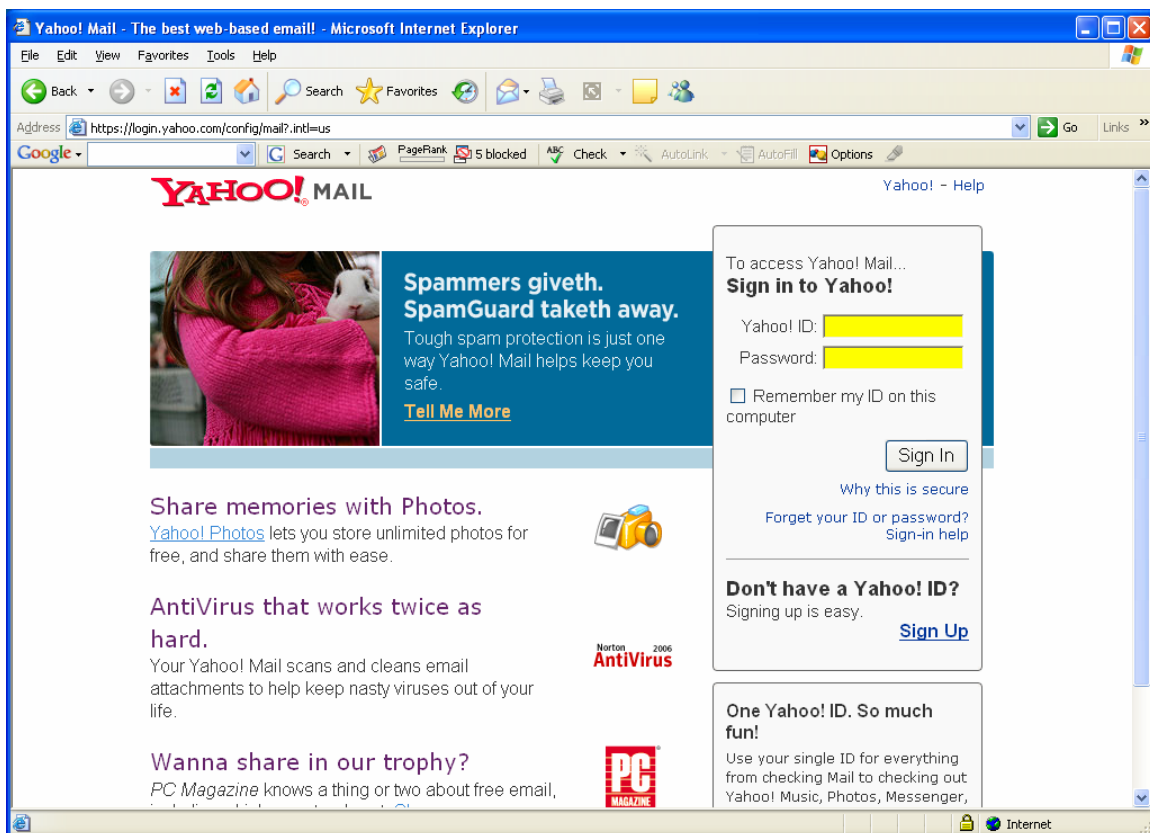 Yahoo! Mail - The best web-based email! - Microsoft Internet Explorer
File Edit View Favorites Tools Help
Back Search Favorites
Address https://login.yahoo.com/config/mail?.intl=us Go Links »
Google Search PageRank 5 blocked ABC Check AutoLink AutoFill Options
YAHOO! MAIL
Yahoo! - Help
Spammers giveth.
SpamGuard taketh away.
Tough spam protection is just one
way Yahoo! Mail helps keep you
safe.
Tell Me More
To access Yahoo! Mail...
Sign in to Yahoo!
Yahoo! ID:
Password:
Remember my ID on this
computer
Sign In
Why this is secure
Forget your ID or password?
Sign-in help
Don't have a Yahoo! ID?
Signing up is easy.
Sign Up
Share memories with Photos.
Yahoo! Photos lets you store unlimited photos for
free, and share them with ease.
AntiVirus that works twice as
hard.
Your Yahoo! Mail scans and cleans email
attachments to help keep nasty viruses out of your
life.
Norton 2006
AntiVirus
Wanna share in our trophy?
PC Magazine knows a thing or two about free email,
PC
MAGAZINE
One Yahoo! ID. So much
fun!
Use your single ID for everything
from checking Mail to checking out
Yahoo! Music, Photos, Messenger,
Internet